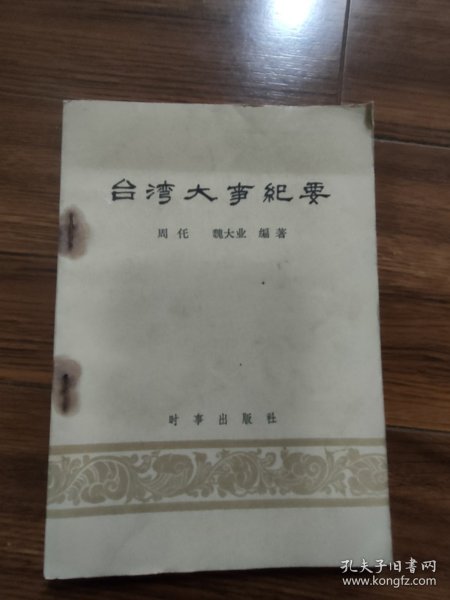 台湾大事纪要
周任 魏大业 编著
时事出版社
孔夫子旧书网
www.kongfz.com